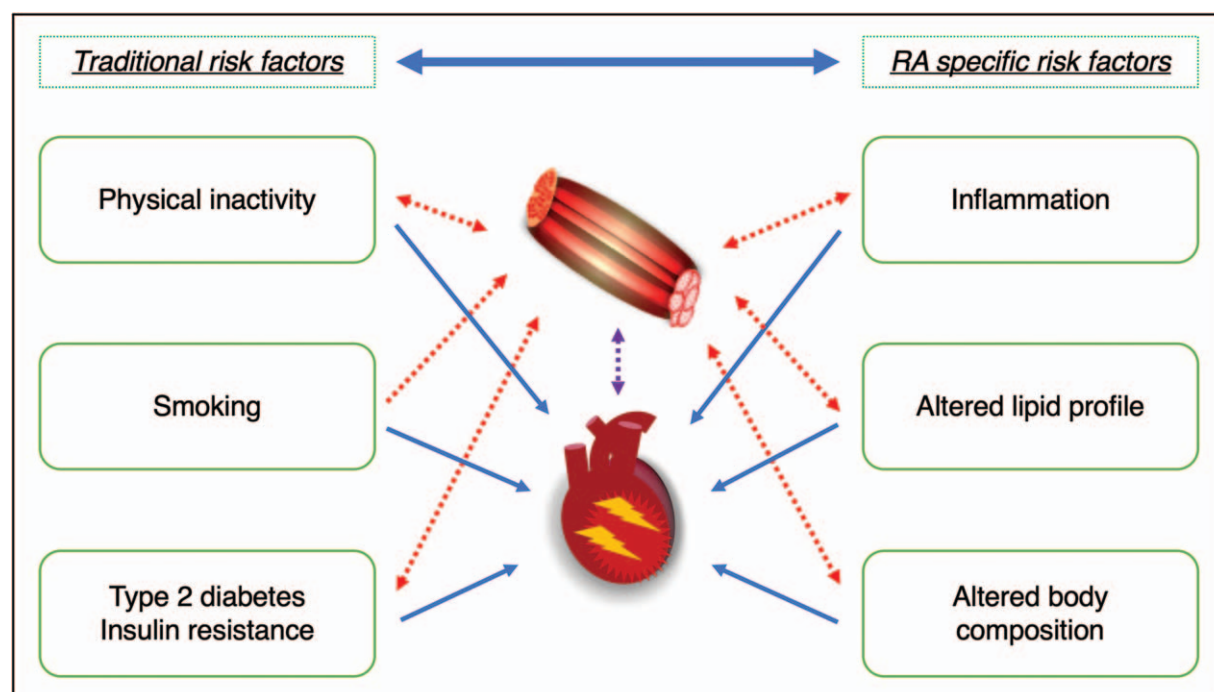 Traditional risk factors
RA specific risk factors
Physical inactivity
Inflammation
Smoking
Altered lipid profile
Type 2 diabetes
Insulin resistance
Altered body
composition